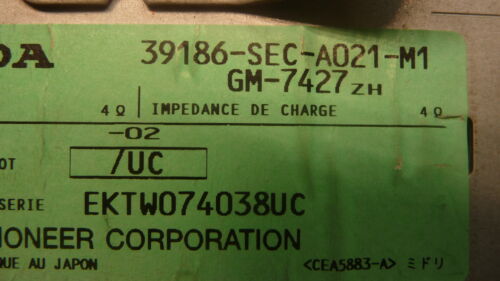 DA 39186-SEC-A021-M1
GM-7427ZH
4Ω IMPEDANCE DE CHARGE 4Ω
-02
OT /UC
SERIE EKTW074038UC
IONEER CORPORATION
QUE AU JAPON <CEA5883-A> ミドリ